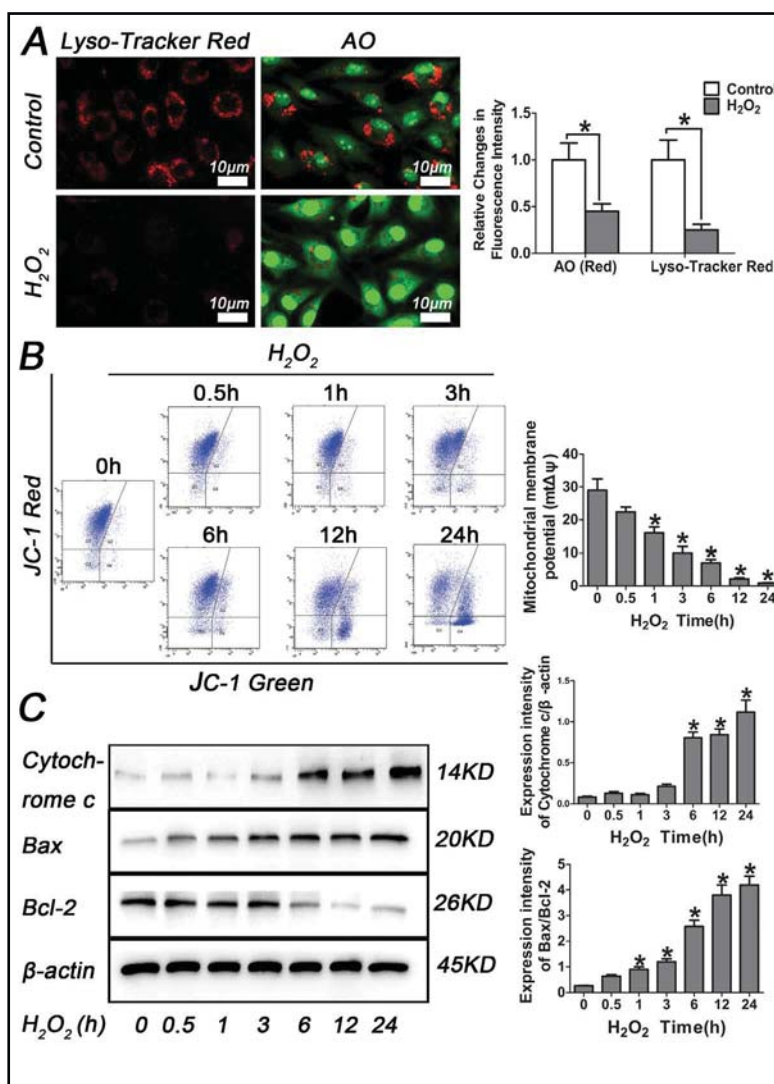 A
Lyso-Tracker Red
AO
Control
10μm
10μm
H₂O₂
10μm
10μm
Relative Changes in
Fluorescence Intensity
1.5
1.0
0.5
0.0
*
*
Control
H₂O₂
AO (Red)
Lyso-Tracker Red
B
H₂O₂
0.5h
1h
3h
0h
6h
12h
24h
JC-1 Red
JC-1 Green
Mitochondrial membrane
potential (mtΔψ)
40
30
20
10
0
*
*
*
*
*
0 0.5 1 3 6 12 24
H₂O₂ Time(h)
C
Cytoch-
rome c
14KD
Bax
20KD
Bcl-2
26KD
β-actin
45KD
H₂O₂ (h) 0 0.5 1 3 6 12 24
Expression intensity
of Cytochrome c/β -actin
1.5
1.0
0.5
0.0
*
*
*
0 0.5 1 3 6 12 24
H₂O₂ Time(h)
Expression intensity
of Bax/Bcl-2
5
4
3
2
1
0
*
*
*
*
*
0 0.5 1 3 6 12 24
H₂O₂ Time(h)